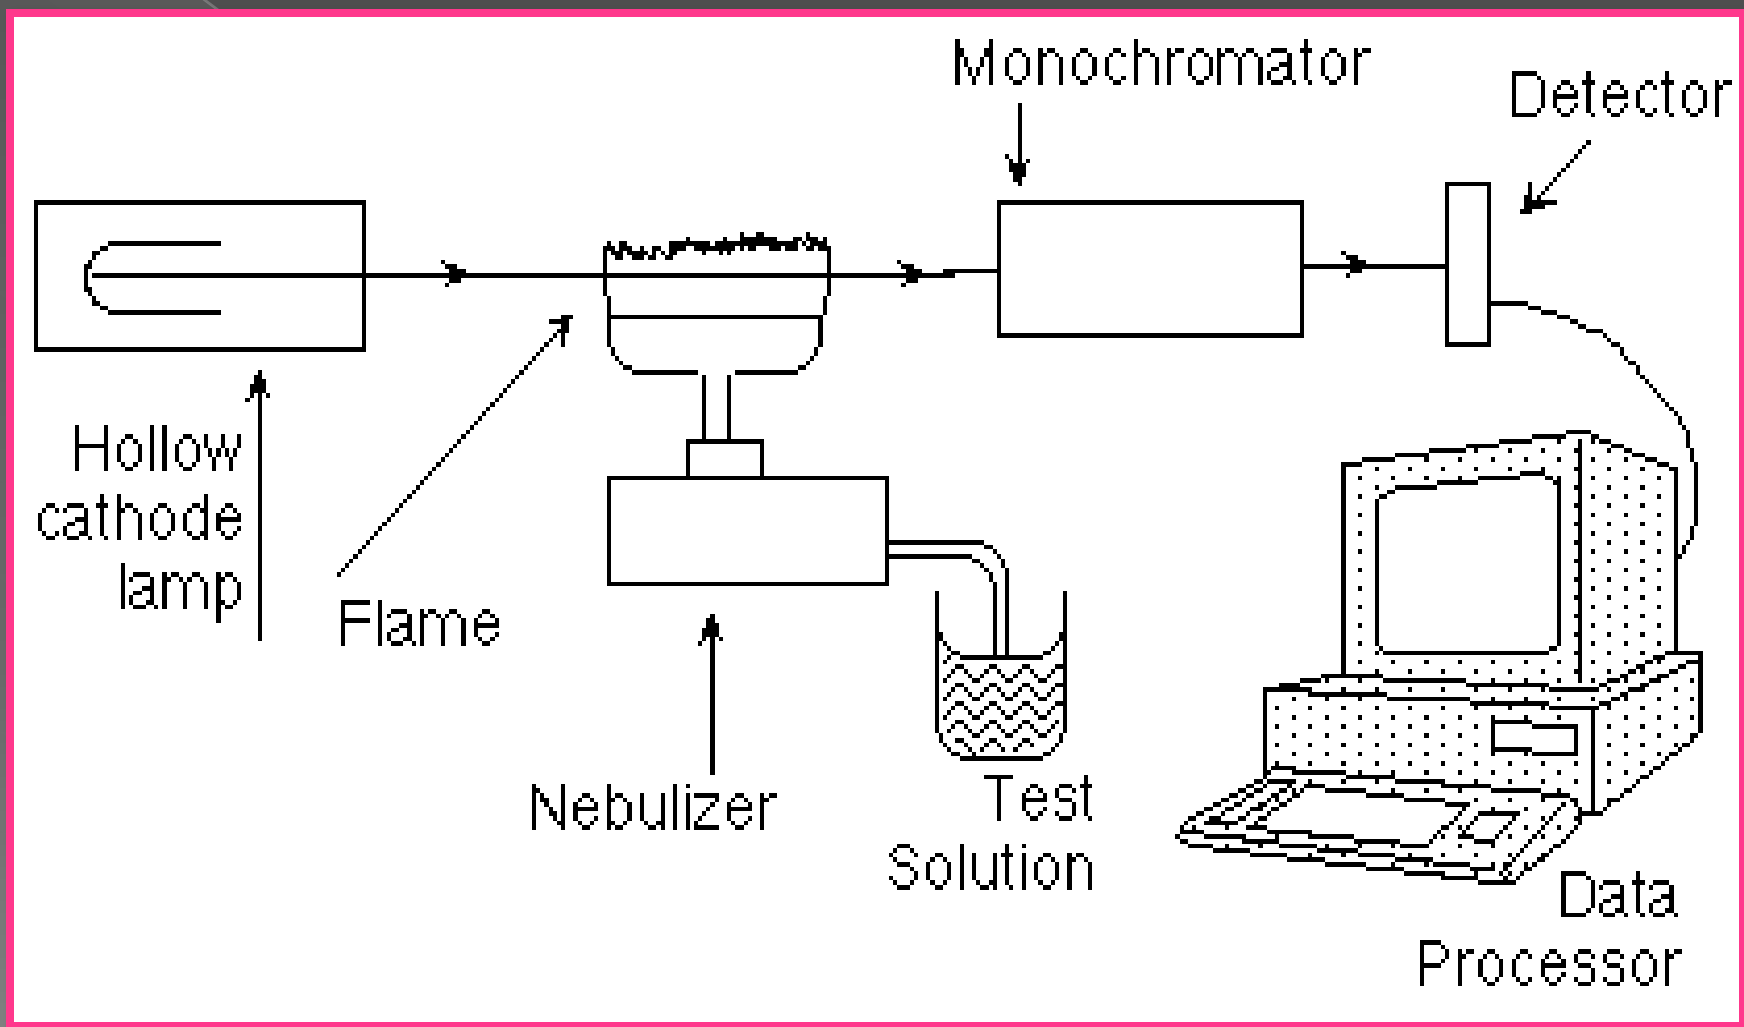 Monochromator
Detector
Hollow
cathode
lamp
Flame
Nebulizer
Test
Solution
Data
Processor